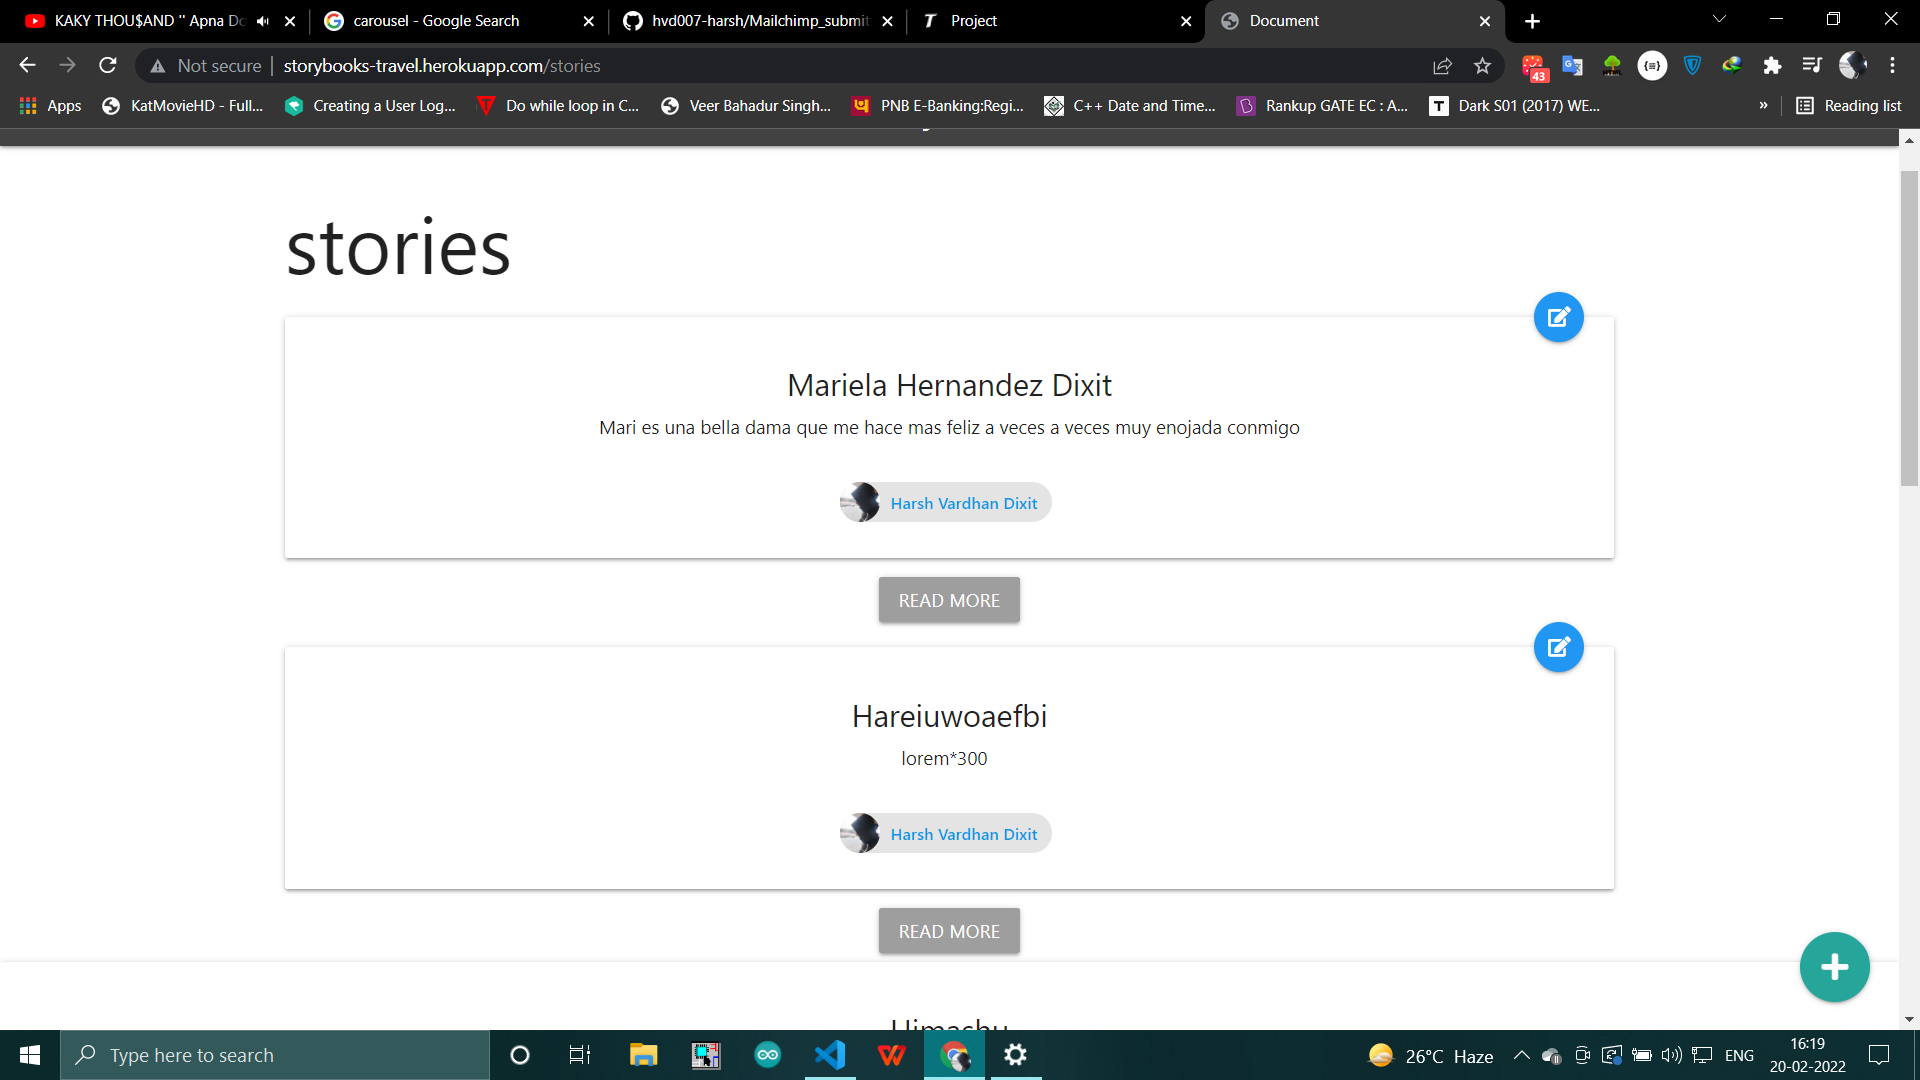 KAKY THOU$AND " Apna Do
carousel - Google Search
hvd007-harsh/Mailchimp_submit
Project
Document
Not secure
storybooks-travel.herokuapp.com/stories
43
Apps
KatMovieHD - Full...
Creating a User Log...
Do while loop in C...
Veer Bahadur Singh...
PNB E-Banking:Regi...
C++ Date and Time...
Rankup GATE EC : A...
T
Dark S01 (2017) WE...
»
Reading list
stories
Mariela Hernandez Dixit
Mari es una bella dama que me hace mas feliz a veces a veces muy enojada conmigo
Harsh Vardhan Dixit
READ MORE
Hareiuwoaefbi
lorem*300
Harsh Vardhan Dixit
READ MORE
Himashu
Type here to search
26°C Haze
ENG
16:19
20-02-2022